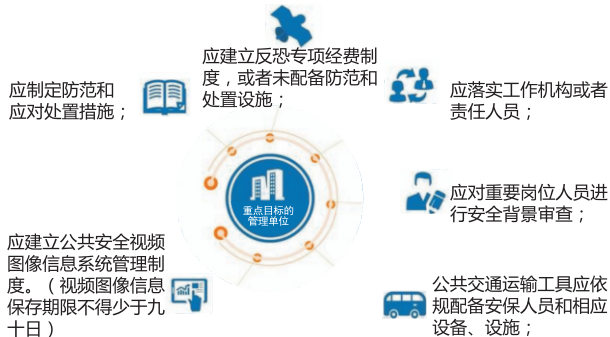 应建立反恐专项经费制
度，或者未配备防范和
处置设施；
应制定防范和
应对处置措施；
应落实工作机构或者
责任人员；
重点目标的
管理单位
应对重要岗位人员进
行安全背景审查；
应建立公共安全视频
图像信息系统管理制
度。（视频图像信息
保存期限不得少于九
十日）
公共交通运输工具应依
规配备安保人员和相应
设备、设施；